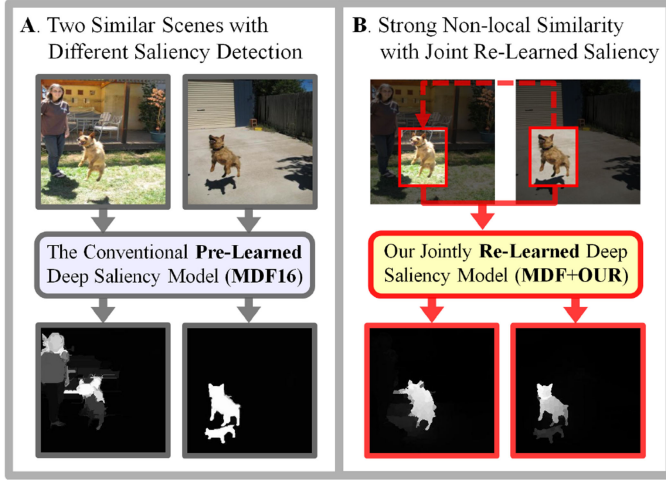 A. Two Similar Scenes with
Different Saliency Detection
The Conventional Pre-Learned
Deep Saliency Model (MDF16)
B. Strong Non-local Similarity
with Joint Re-Learned Saliency
Our Jointly Re-Learned Deep
Saliency Model (MDF+OUR)